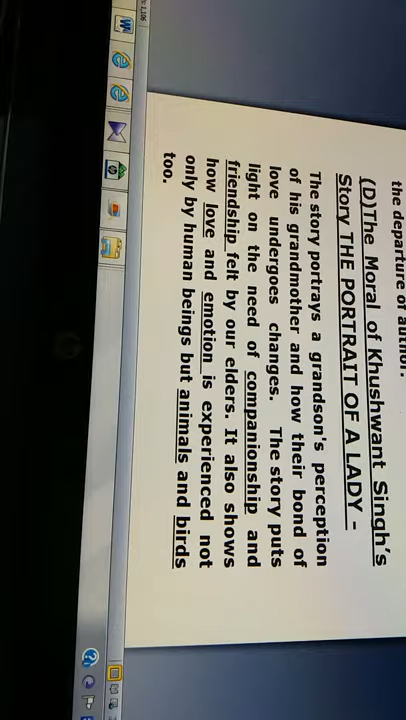 the departure of author.
(D)The Moral of Khushwant Singh's
Story THE PORTRAIT OF A LADY -
The story portrays a grandson's perception
of his grandmother and how their bond of
love undergoes changes. The story puts
light on the need of companionship and
friendship felt by our elders. It also shows
how love and emotion is experienced not
only by human beings but animals and birds
too.
: 1,106